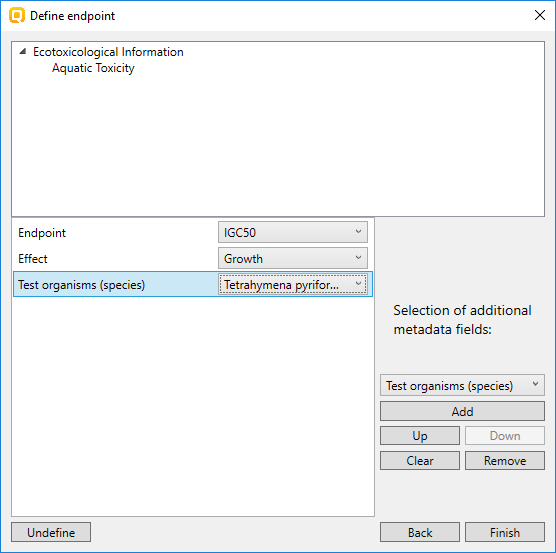 Define endpoint
Ecotoxicological Information
Aquatic Toxicity
Endpoint
IGC50
Effect
Growth
Test organisms (species)
Tetrahymena pyrifor...
Selection of additional
metadata fields:
Test organisms (species)
Add
Up
Down
Clear
Remove
Undefine
Back
Finish